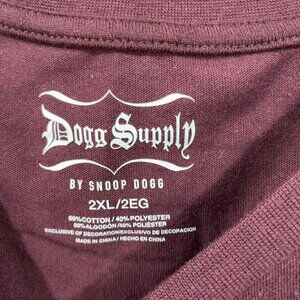 Dogg Supply
BY SNOOP DOGG
2XL/2EG
60%COTTON / 40% POLYESTER
60% ALGODÓN / 40% POLIÉSTER
EXCLUSIVE OF DECORATION/EXCLUSIVO DE DECORACION
MADE IN CHINA / HECHO EN CHINA